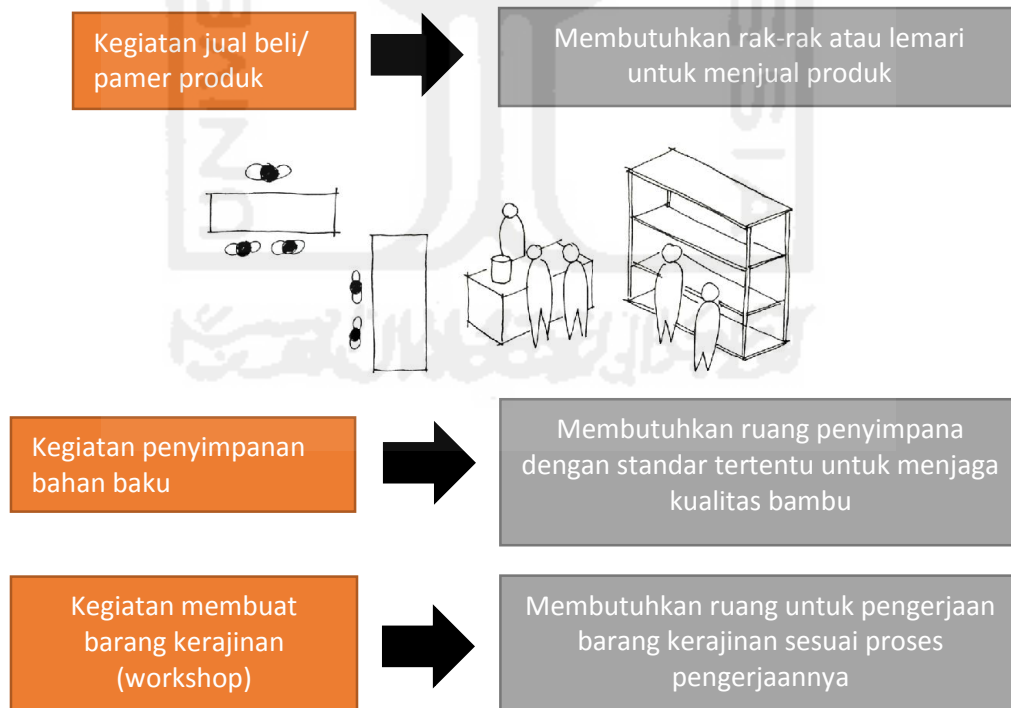 Kegiatan jual beli/
pamer produk
Membutuhkan rak-rak atau lemari
untuk menjual produk
Kegiatan penyimpanan
bahan baku
Membutuhkan ruang penyimpana
dengan standar tertentu untuk menjaga
kualitas bambu
Kegiatan membuat
barang kerajinan
(workshop)
Membutuhkan ruang untuk pengerjaan
barang kerajinan sesuai proses
pengerjaannya